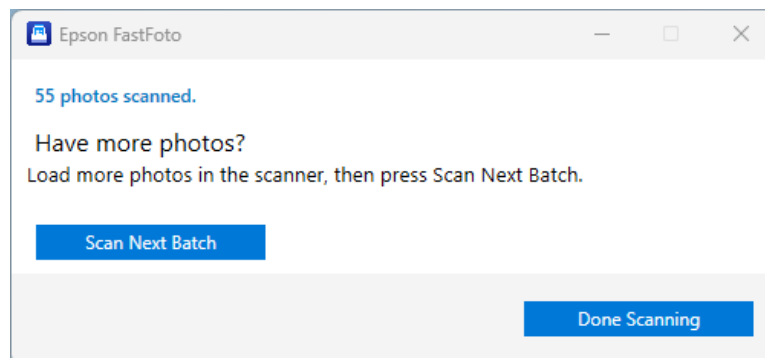 Epson FastFoto
55 photos scanned.
Have more photos?
Load more photos in the scanner, then press Scan Next Batch.
Scan Next Batch
Done Scanning